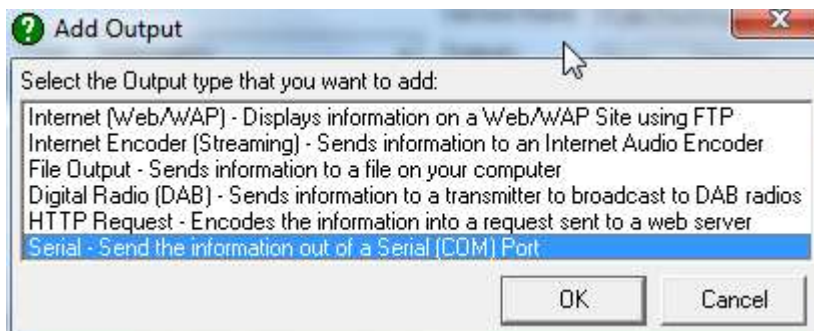 Add Output
Select the Output type that you want to add:
Internet (Web/WAP) - Displays information on a Web/WAP Site using FTP
Internet Encoder (Streaming) - Sends information to an Internet Audio Encoder
File Output - Sends information to a file on your computer
Digital Radio (DAB) - Sends information to a transmitter to broadcast to DAB radios
HTTP Request - Encodes the information into a request sent to a web server
Serial - Send the information out of a Serial (COM) Port
OK
Cancel